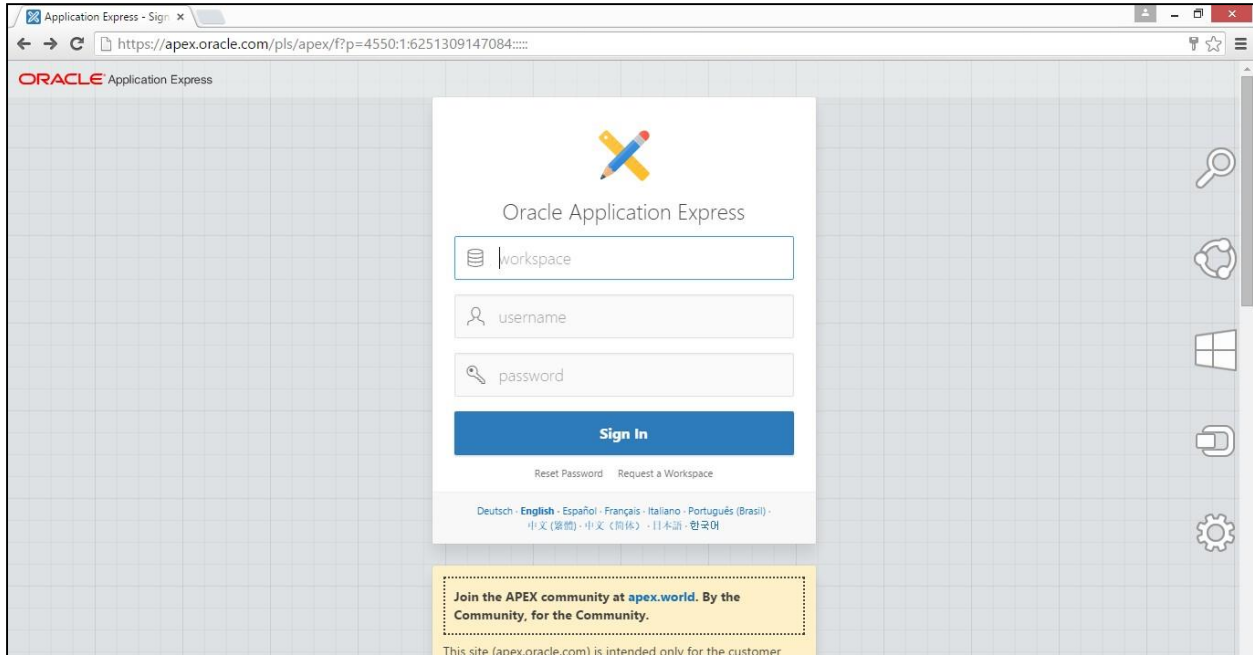 Application Express - Sign
https://apex.oracle.com/pls/apex/f?p=4550:1:6251309147084:::::
ORACLE Application Express
Oracle Application Express
workspace
username
password
Sign In
Reset Password Request a Workspace
Deutsch - English - Español - Français - Italiano - Português (Brasil) -
中文 (繁體) - 中文 (简体) - 日本語 - 한국어
Join the APEX community at apex.world. By the
Community, for the Community.
This site (apex.oracle.com) is intended only for the customer